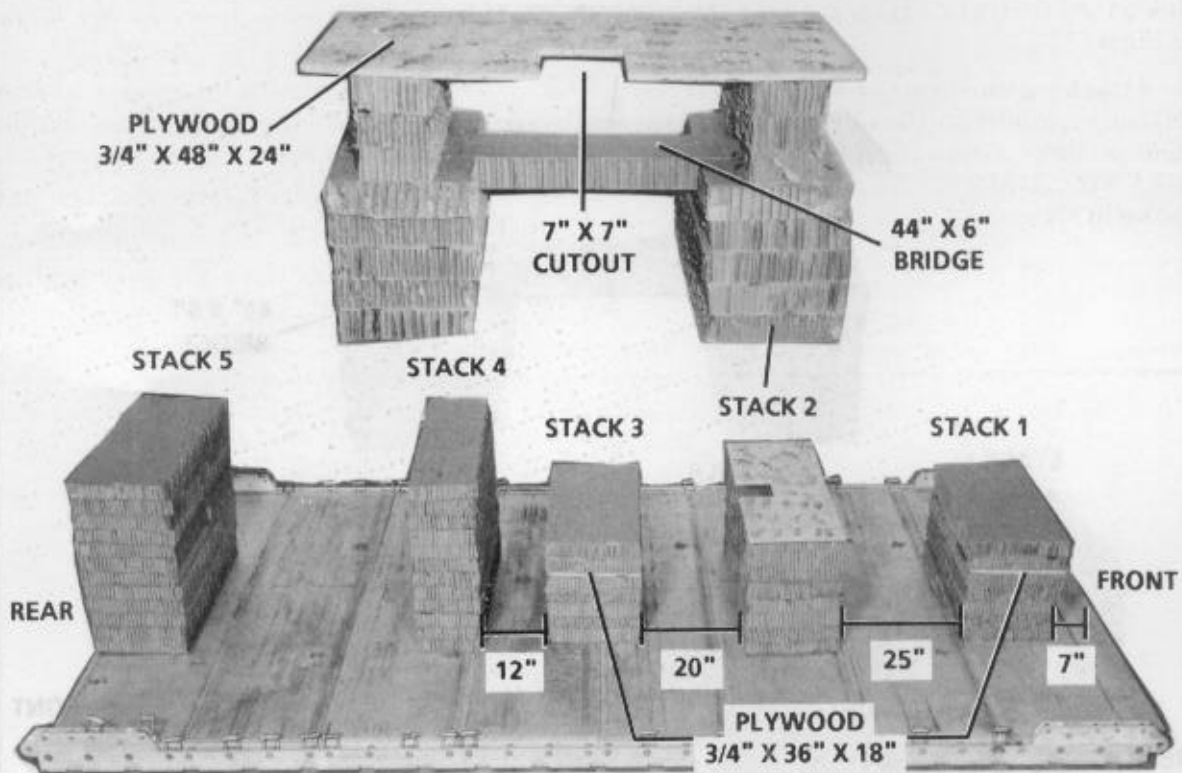 PLYWOOD
3/4" X 48" X 24"
7" X 7"
CUTOUT
44" X 6"
BRIDGE
STACK 5
STACK 4
STACK 3
STACK 2
STACK 1
REAR
FRONT
12"
20"
25"
7"
PLYWOOD
3/4" X 36" X 18"